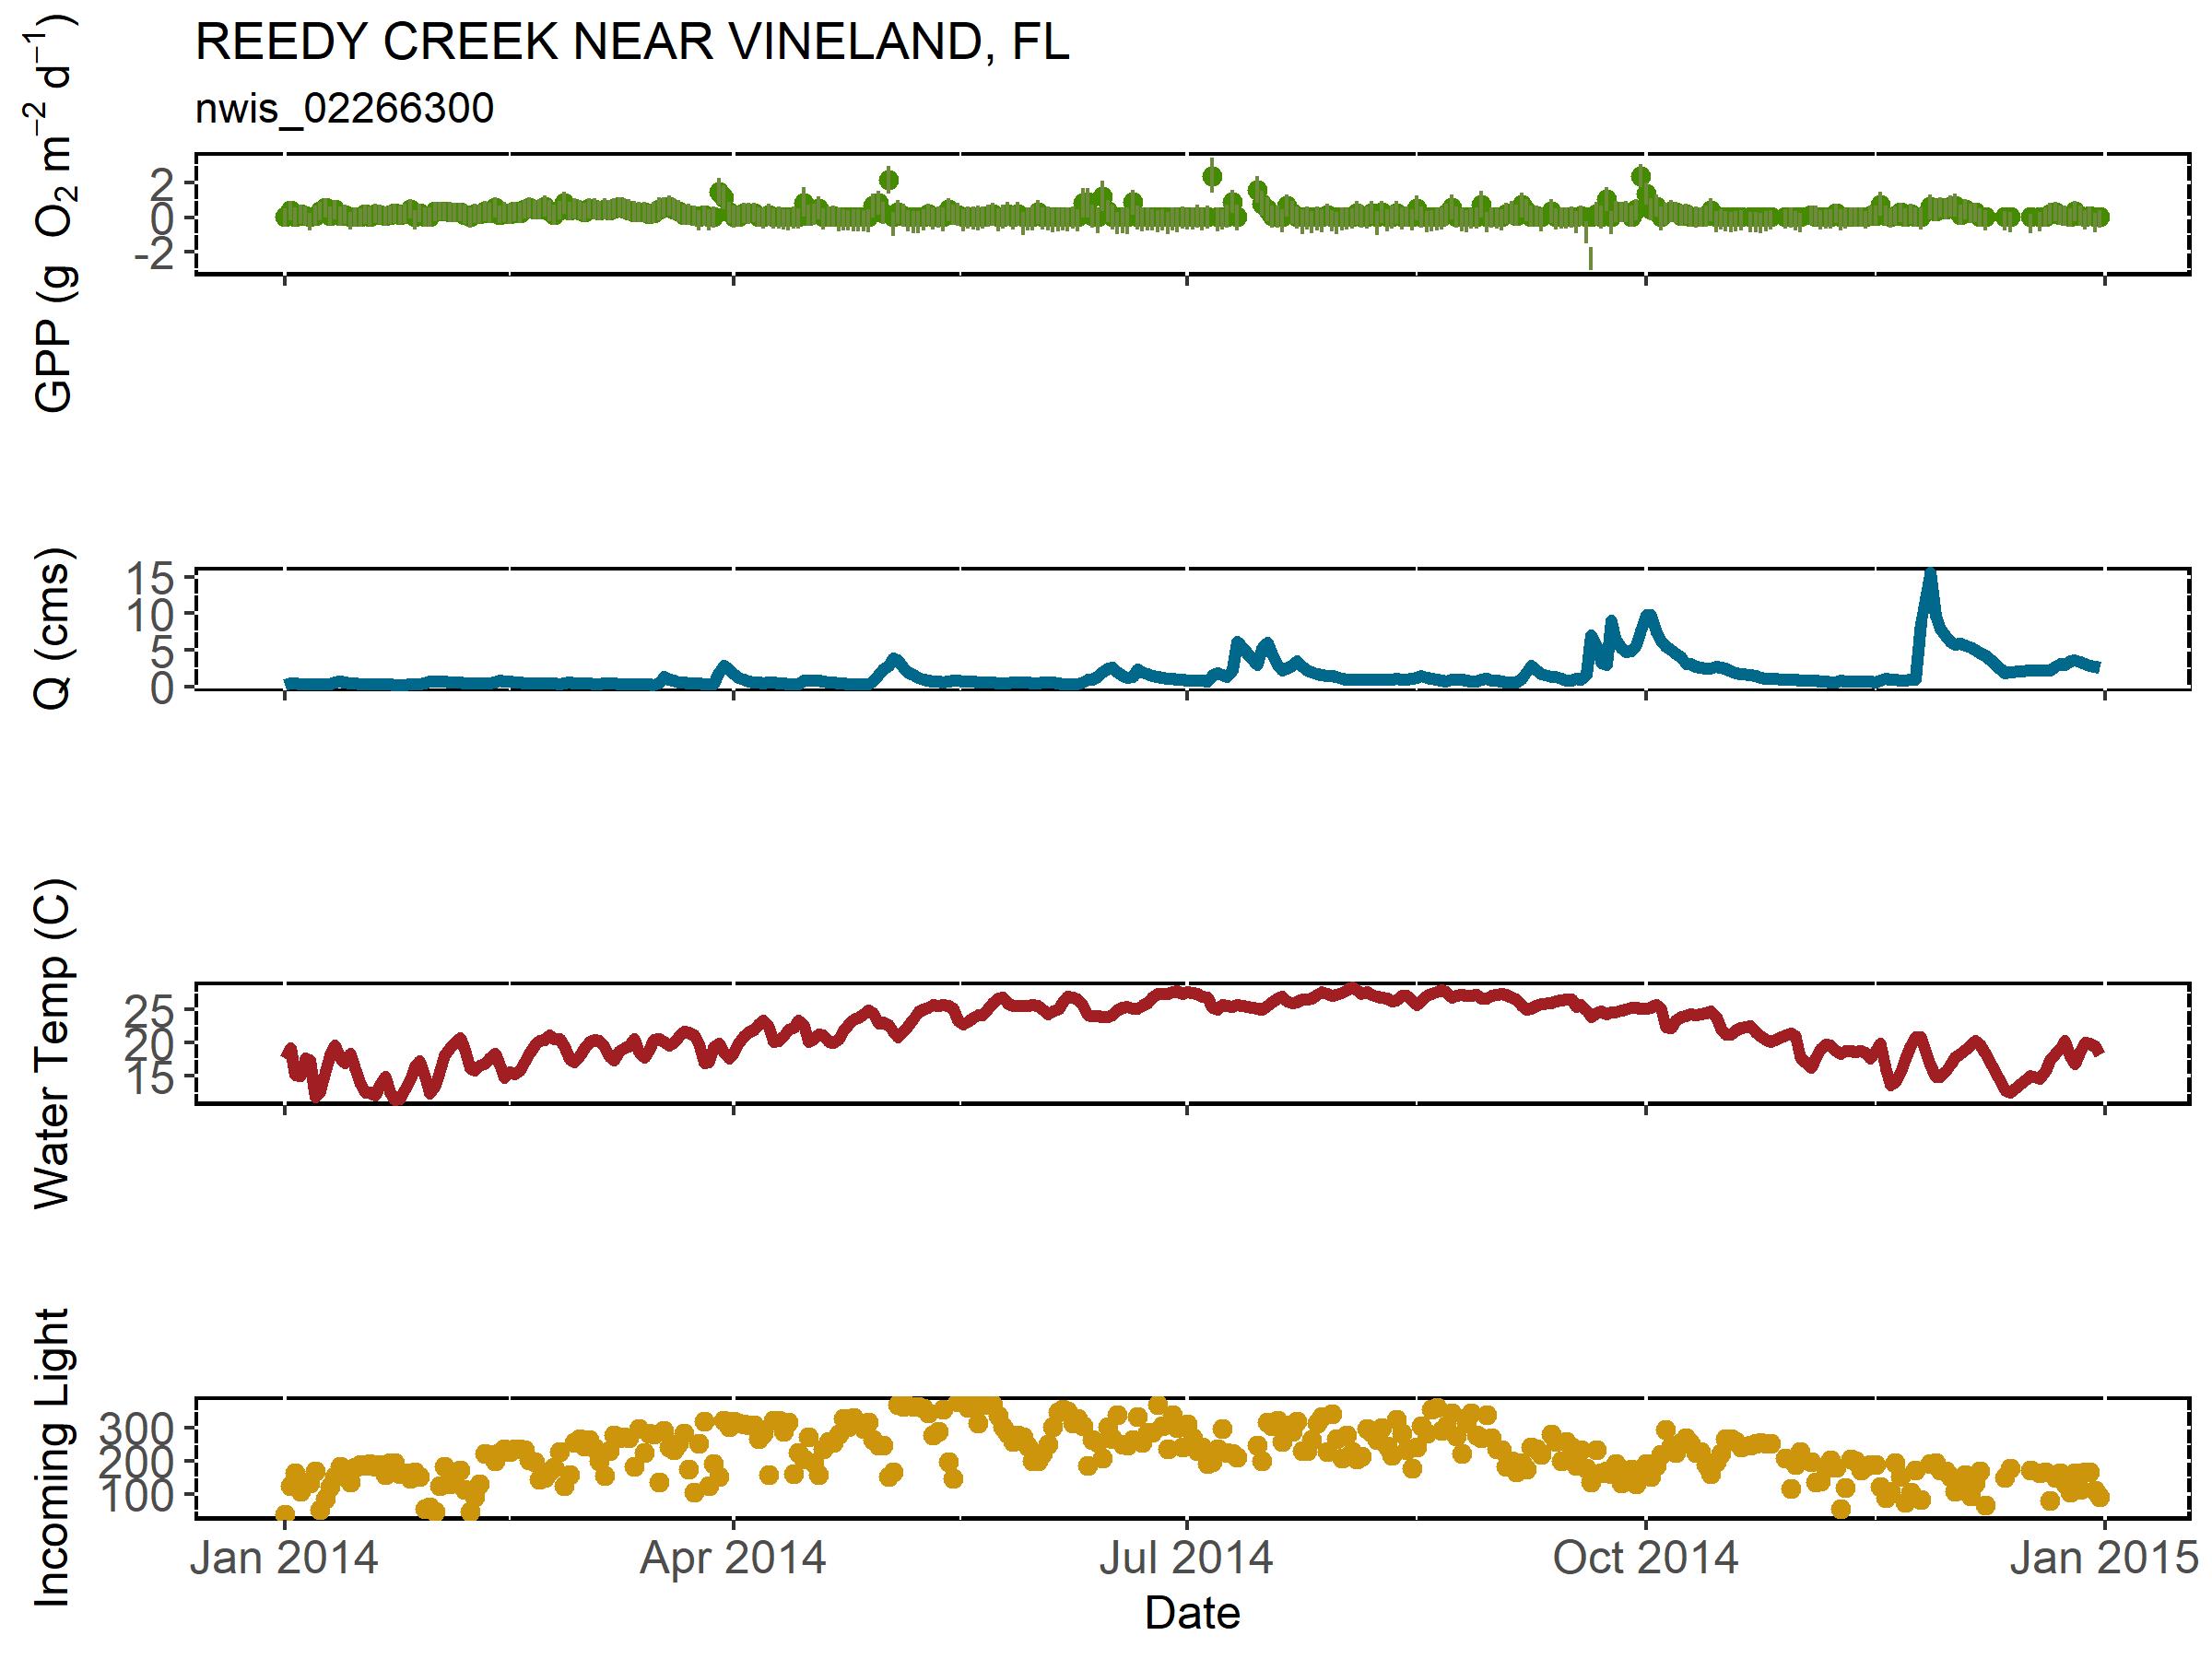 REEDY CREEK NEAR VINELAND, FL
nwis_02266300
GPP (g O₂ m⁻² d⁻¹)
2
0
-2
Q (cms)
15
10
5
0
Water Temp (C)
25
20
15
Incoming Light
300
200
100
Jan 2014 Apr 2014 Jul 2014 Oct 2014 Jan 2015
Date